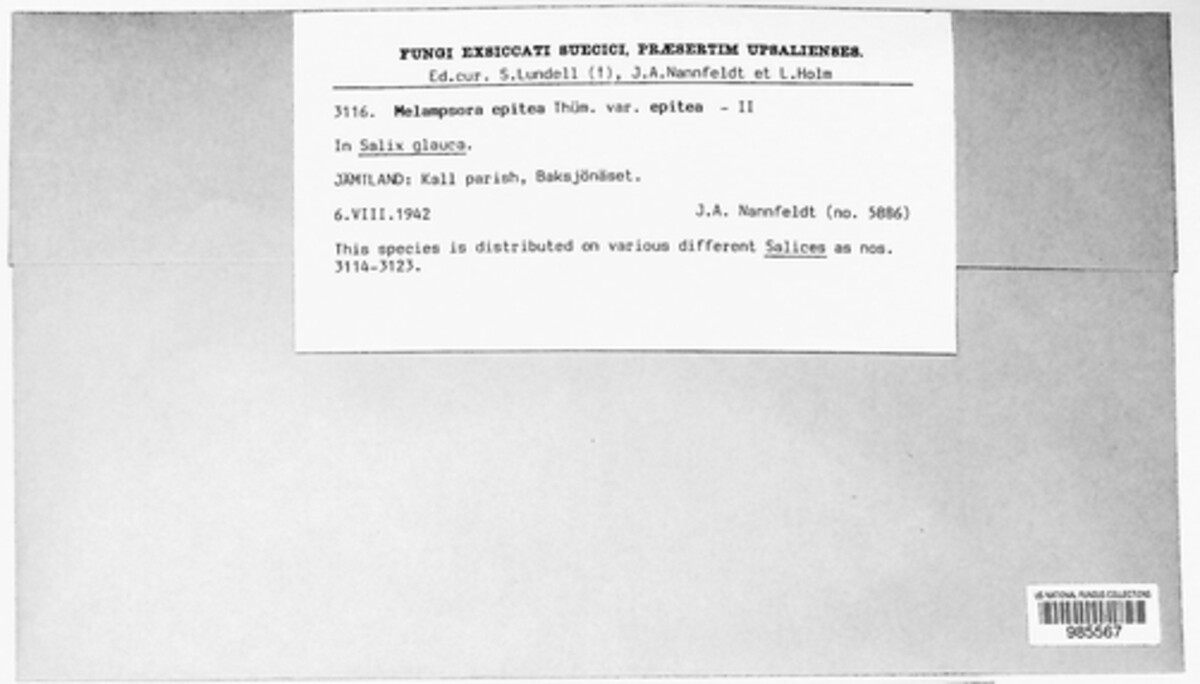 FUNGI EXSICCATI SUECICI, PRÆSERTIM UPSALIENSES.
Ed.cur. S.Lundell (†), J.A.Nannfeldt et L.Holm
3116. Melampsora epitea Thüm. var. epitea - II
In Salix glauca.
JÄMTLAND: Kall parish, Baksjönäset.
6.VIII.1942 J.A. Nannfeldt (no. 5886)
This species is distributed on various different Salices as nos.
3114-3123.
US NATIONAL FUNGUS COLLECTIONS
985567